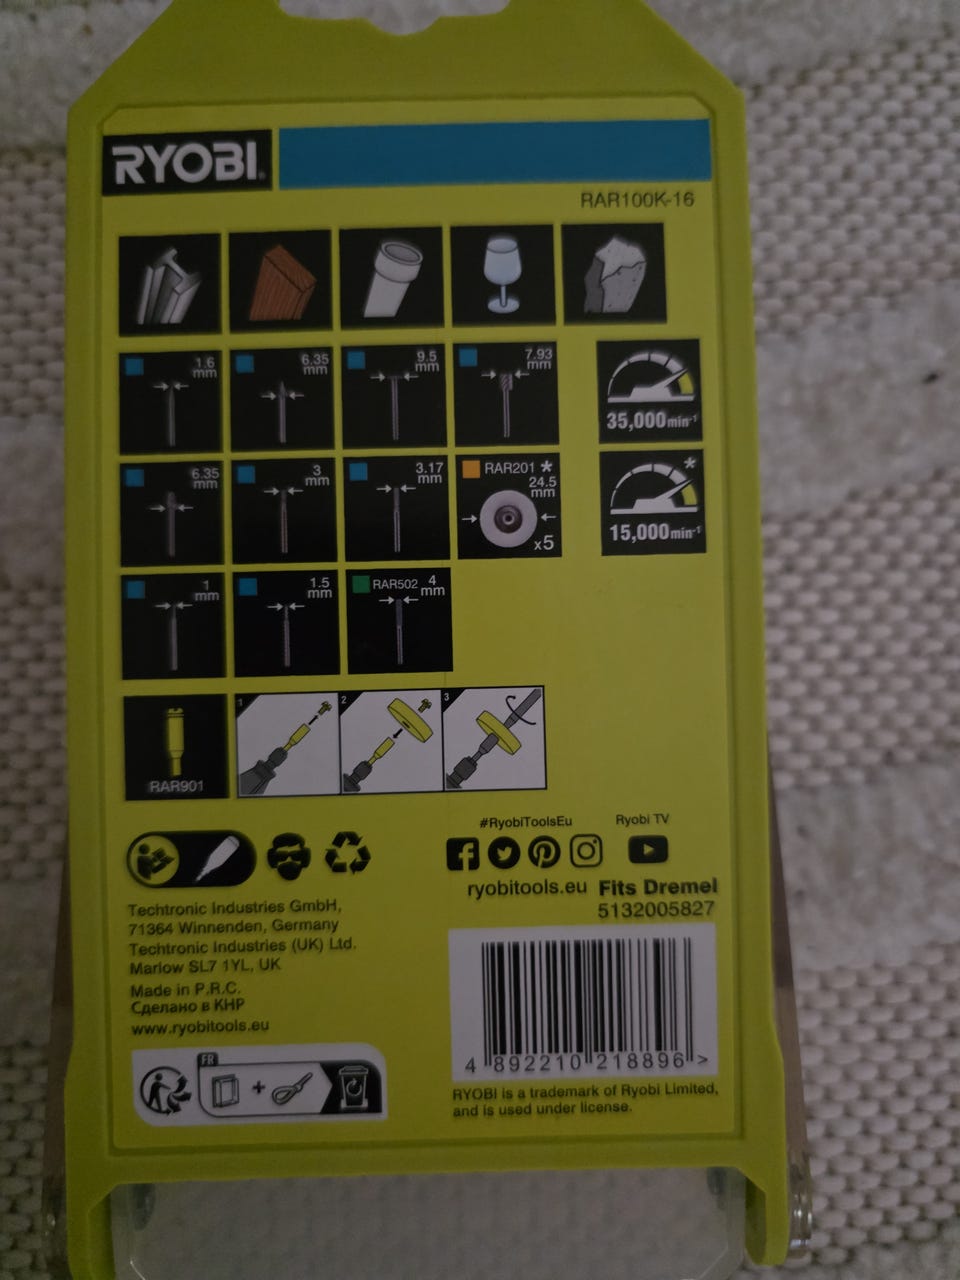 RYOBI
RAR100K-16
1.6 mm
6.35 mm
9.5 mm
7.93 mm
35,000min-1
6.35 mm
3 mm
3.17 mm
RAR201 *
24.5 mm
x5
*
15,000min-1
1 mm
1.5 mm
RAR502 4 mm
RAR901
1
2
3
#RyobiToolsEu
Ryobi TV
ryobitools.eu
Fits Dremel
5132005827
Techtronic Industries GmbH,
71364 Winnenden, Germany
Techtronic Industries (UK) Ltd.
Marlow SL7 1YL, UK
Made in P.R.C.
Сделано в КНР
www.ryobitools.eu
FR
+
4 892210 218896 >
RYOBI is a trademark of Ryobi Limited,
and is used under license.